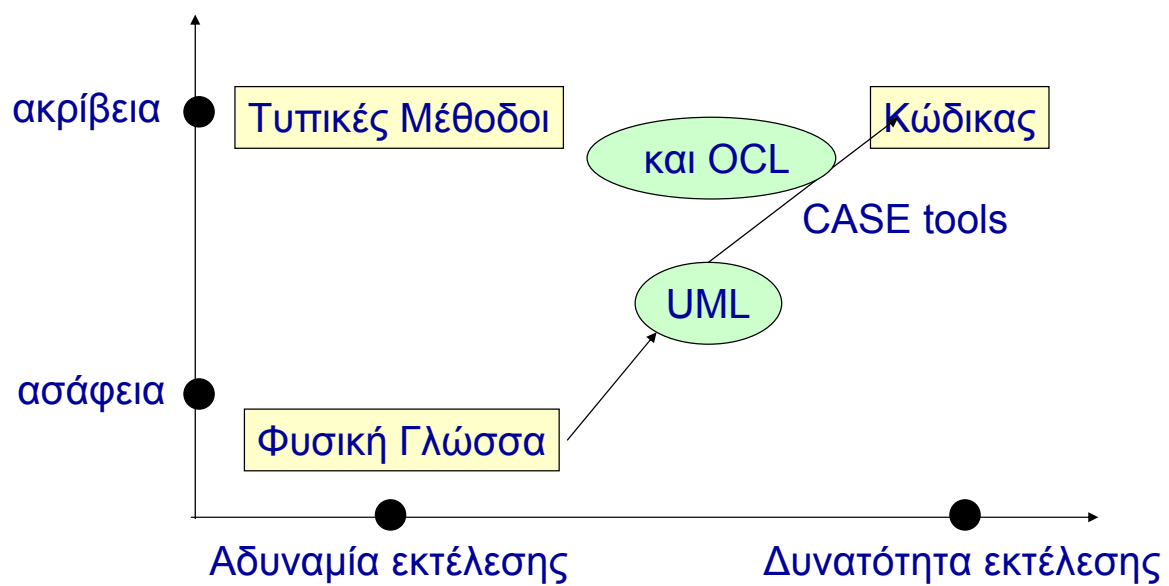 ακρίβεια
Τυπικές Μέθοδοι
Κώδικας
και OCL
CASE tools
UML
ασάφεια
Φυσική Γλώσσα
Αδυναμία εκτέλεσης
Δυνατότητα εκτέλεσης